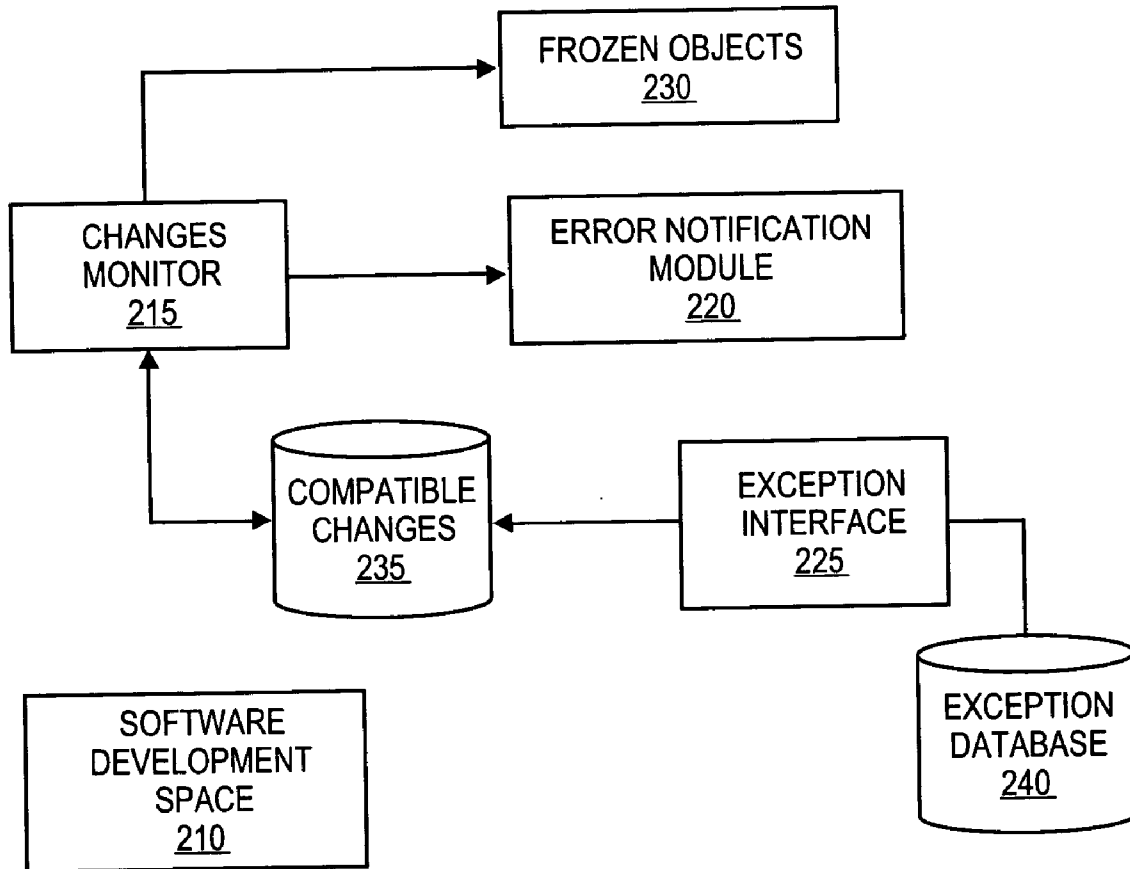 FROZEN OBJECTS
230
CHANGES
MONITOR
215
ERROR NOTIFICATION
MODULE
220
COMPATIBLE
CHANGES
235
EXCEPTION
INTERFACE
225
SOFTWARE
DEVELOPMENT
SPACE
210
EXCEPTION
DATABASE
240